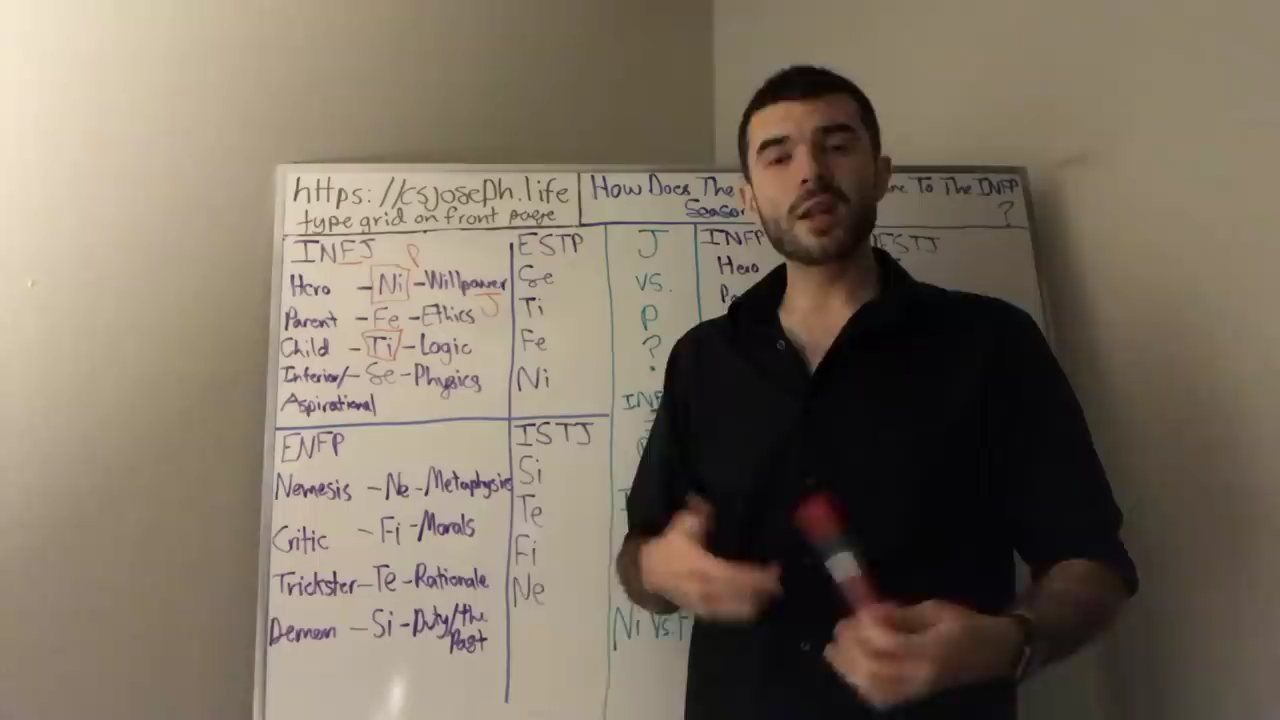 https://csjoseph.life
type grid on front page
How Does The
To The INFP
?
INFJ P
Hero - Ni - Willpower
J
Parent - Fe - Ethics
Child - Ti - Logic
Inferior/ - Se - Physics
Aspirational
ESTP
Se
Ti
Fe
Ni
J
vs.
P
?
INFP
Hero
ESTJ
ENFP
Nemesis - Ne - Metaphysics
Critic - Fi - Morals
Trickster - Te - Rationale
Demon - Si - Duty/the
Past
ISTJ
Si
Te
Fi
Ne
Ni vs.